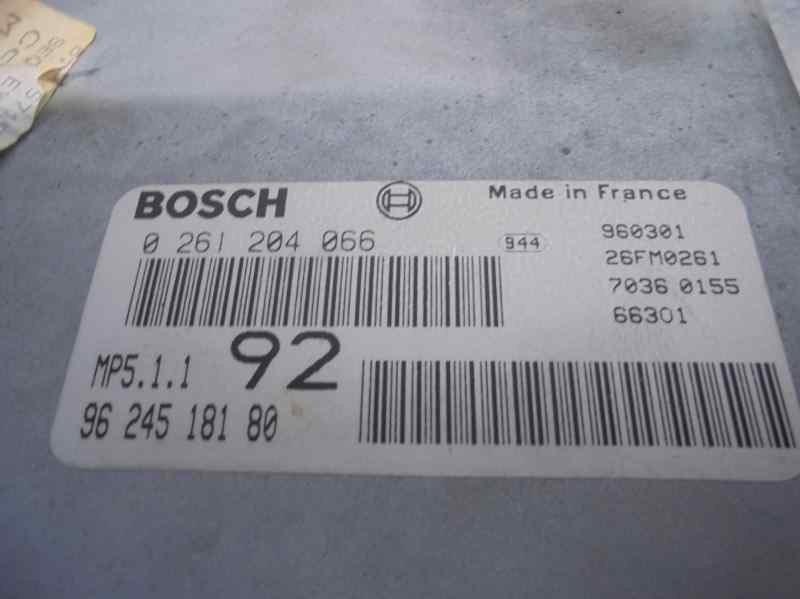 BOSCH Made in France
0 261 204 066 944 960301
26FM0261
7036 0155
66301
MP5.1.1 92
96 245 181 80